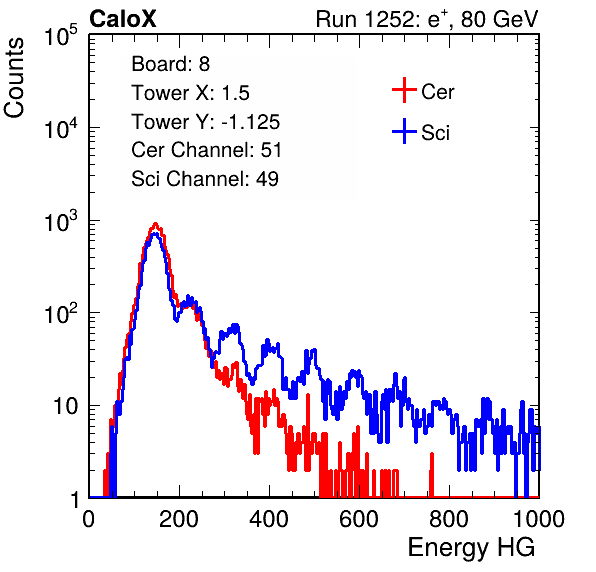 CaloX Run 1252: e⁺, 80 GeV
Counts
Board: 8
Tower X: 1.5
Tower Y: -1.125
Cer Channel: 51
Sci Channel: 49
Cer
Sci
10⁵
10⁴
10³
10²
10
1
0 200 400 600 800 1000
Energy HG